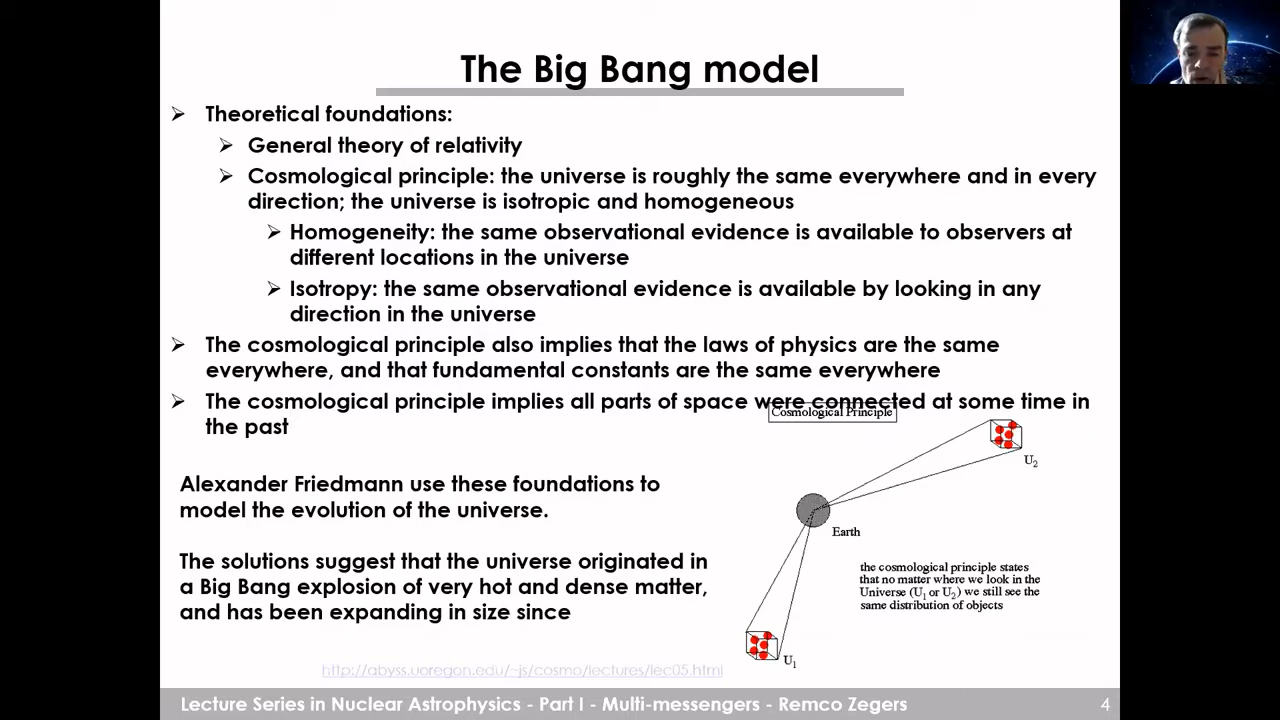 The Big Bang model
Theoretical foundations:
General theory of relativity
Cosmological principle: the universe is roughly the same everywhere and in every
direction; the universe is isotropic and homogeneous
Homogeneity: the same observational evidence is available to observers at
different locations in the universe
Isotropy: the same observational evidence is available by looking in any
direction in the universe
The cosmological principle also implies that the laws of physics are the same
everywhere, and that fundamental constants are the same everywhere
The cosmological principle implies all parts of space were connected at some time in
the past
Cosmological Principle
U2
Earth
the cosmological principle states
that no matter where we look in the
Universe (U1 or U2) we still see the
same distribution of objects
U1
Alexander Friedmann use these foundations to
model the evolution of the universe.
The solutions suggest that the universe originated in
a Big Bang explosion of very hot and dense matter,
and has been expanding in size since
http://abyss.uoregon.edu/~js/cosmo/lectures/lec05.html
Lecture Series in Nuclear Astrophysics - Part I - Multi-messengers - Remco Zegers
4